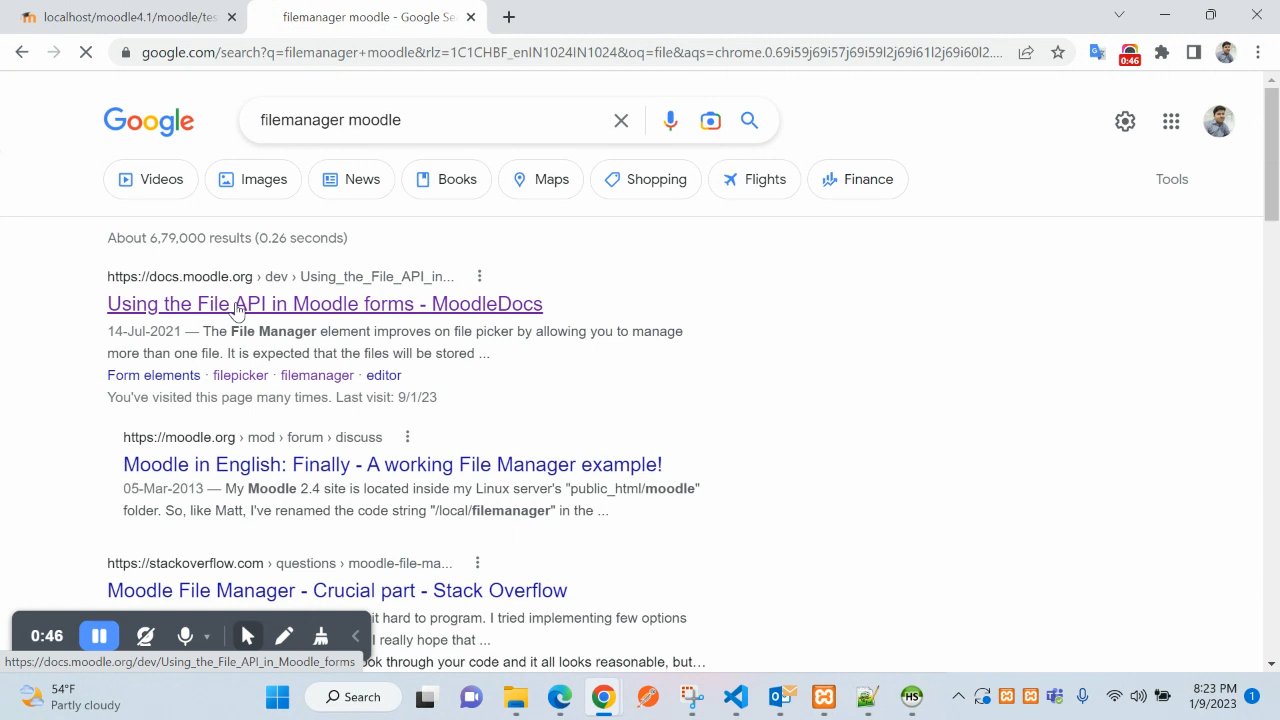 localhost/moodle4.1/moodle/tes
filemanager moodle - Google Se
google.com/search?q=filemanager+moodle&rlz=1C1CHBF_enIN1024IN1024&oq=file&aqs=chrome.0.69i59j69i57j69i59l2j69i61l2j69i60l2....
0:46
Google
filemanager moodle
Videos
Images
News
Books
Maps
Shopping
Flights
Finance
Tools
About 6,79,000 results (0.26 seconds)
https://docs.moodle.org › dev › Using_the_File_API_in...
Using the File API in Moodle forms - MoodleDocs
14-Jul-2021 — The File Manager element improves on file picker by allowing you to manage
more than one file. It is expected that the files will be stored ...
Form elements · filepicker · filemanager · editor
You've visited this page many times. Last visit: 9/1/23
https://moodle.org › mod › forum › discuss
Moodle in English: Finally - A working File Manager example!
05-Mar-2013 — My Moodle 2.4 site is located inside my Linux server's "public_html/moodle"
folder. So, like Matt, I've renamed the code string "/local/filemanager" in the ...
https://stackoverflow.com › questions › moodle-file-ma...
Moodle File Manager - Crucial part - Stack Overflow
it hard to program. I tried implementing few options
I really hope that ...
0:46
https://docs.moodle.org/dev/Using_the_File_API_in_Moodle_forms
ok through your code and it all looks reasonable, but...
54°F
Partly cloudy
Search
HS
8:23 PM
1/9/2023
1